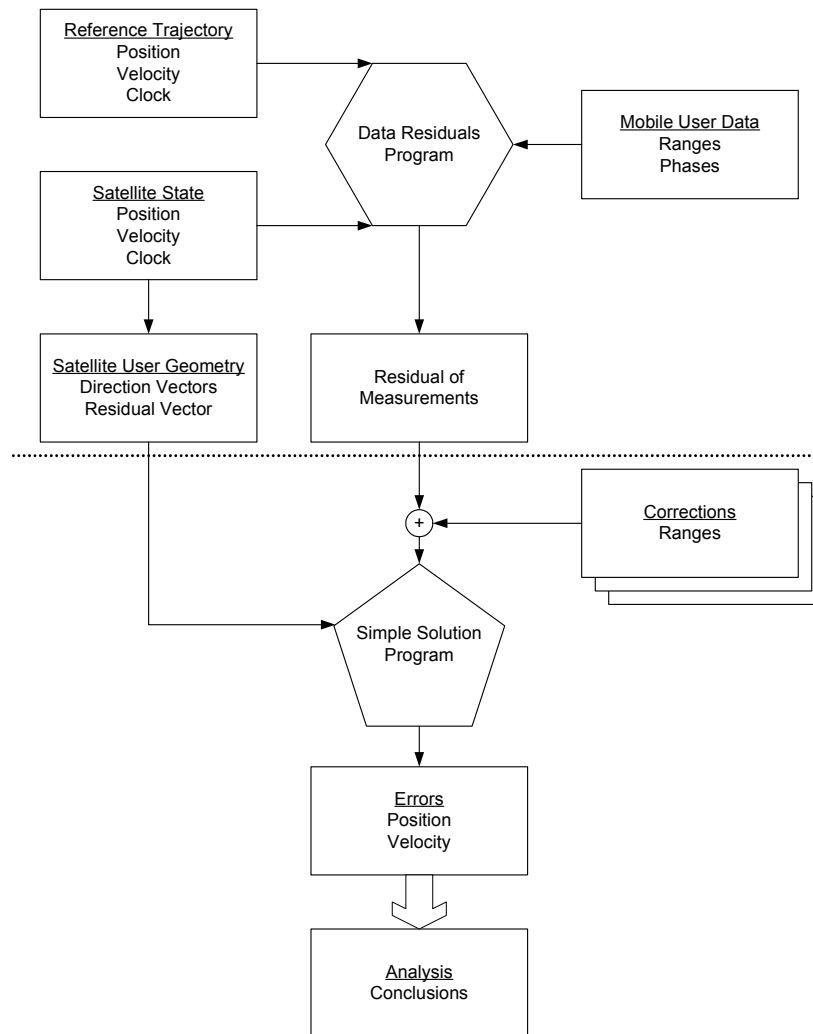 Reference Trajectory
Position
Velocity
Clock
Data Residuals
Program
Mobile User Data
Ranges
Phases
Satellite State
Position
Velocity
Clock
Satellite User Geometry
Direction Vectors
Residual Vector
Residual of
Measurements
+
Corrections
Ranges
Simple Solution
Program
Errors
Position
Velocity
Analysis
Conclusions